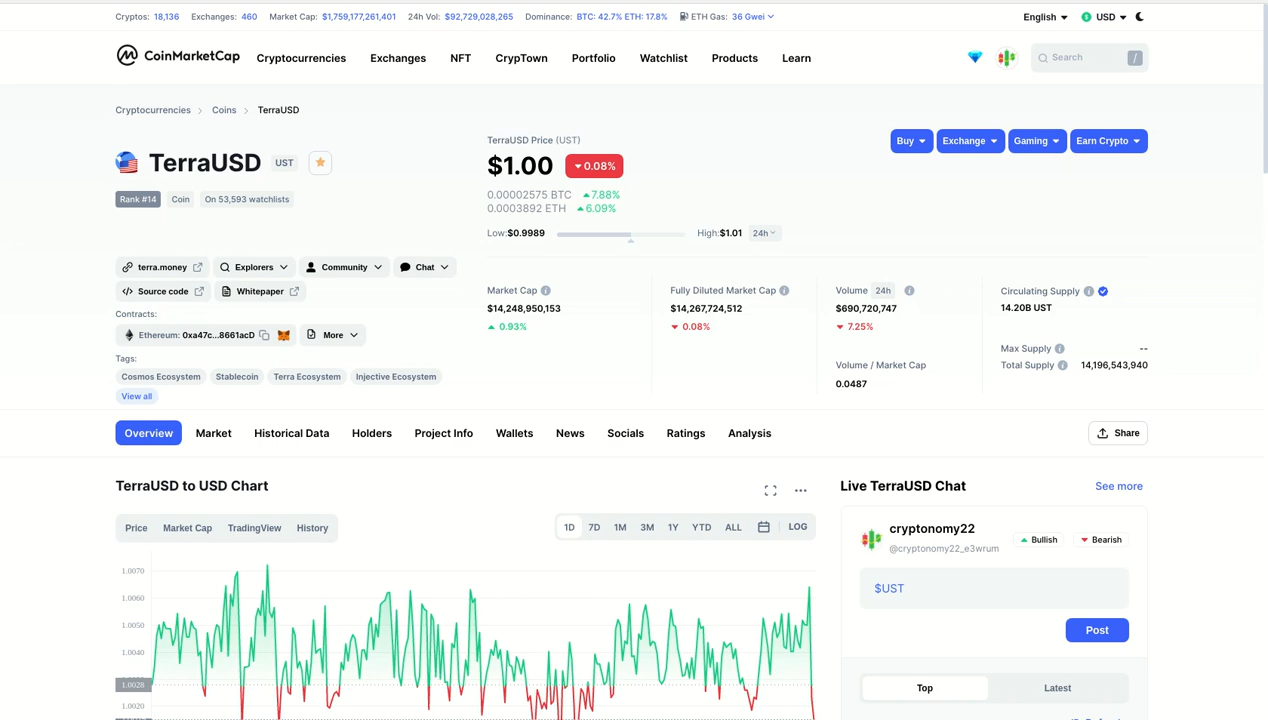 Cryptos: 18,136 Exchanges: 460 Market Cap: $1,759,177,261,401 24h Vol: $92,729,028,265 Dominance: BTC: 42.7% ETH: 17.8% ETH Gas: 36 Gwei English USD
CoinMarketCap Cryptocurrencies Exchanges NFT CrypTown Portfolio Watchlist Products Learn Search /
Cryptocurrencies Coins TerraUSD
TerraUSD UST
Rank #14 Coin On 53,593 watchlists
terra.money Explorers Community Chat
Source code Whitepaper
Contracts:
Ethereum: 0xa47c...8661acD More
Tags:
Cosmos Ecosystem Stablecoin Terra Ecosystem Injective Ecosystem
View all
TerraUSD Price (UST)
$1.00 0.08%
0.00002575 BTC 7.88%
0.0003892 ETH 6.09%
Low:$0.9989 High:$1.01 24h
Buy Exchange Gaming Earn Crypto
Market Cap
$14,248,950,153
0.93%
Fully Diluted Market Cap
$14,267,724,512
0.08%
Volume 24h
$690,720,747
7.25%
Volume / Market Cap
0.0487
Circulating Supply
14.20B UST
Max Supply --
Total Supply 14,196,543,940
Overview Market Historical Data Holders Project Info Wallets News Socials Ratings Analysis Share
TerraUSD to USD Chart
Price Market Cap TradingView History 1D 7D 1M 3M 1Y YTD ALL LOG
1.0070
1.0060
1.0050
1.0040
1.0028
1.0020
Live TerraUSD Chat See more
cryptonomy22
@cryptonomy22_e3wrum
Bullish Bearish
$UST
Post
Top Latest